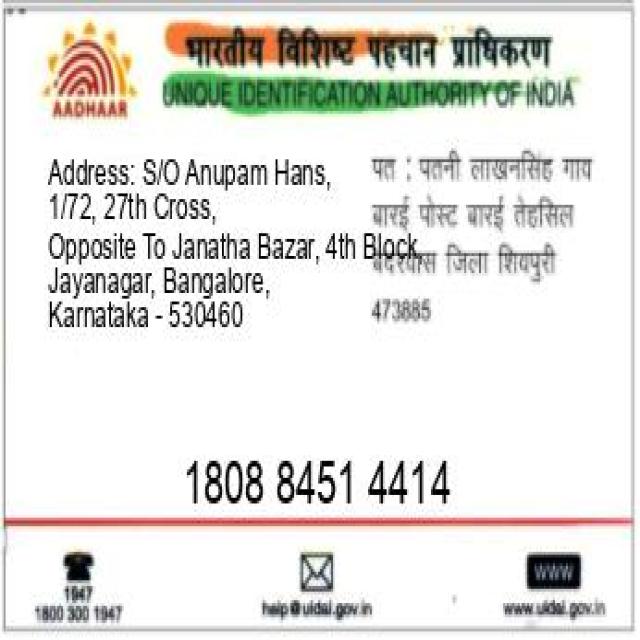 भारतीय विशिष्ट पहचान प्राधिकरण
AADHAAR
UNIQUE IDENTIFICATION AUTHORITY OF INDIA
Address: S/O Anupam Hans,
1/72, 27th Cross,
Opposite To Janatha Bazar, 4th Block,
Jayanagar, Bangalore,
Karnataka - 530460
पत : पतनी लाखनसिंह गाय
बारई पोस्ट बारई तेहसिल
जिला शिवपुरी
473885
1808 8451 4414
1947
1800 300 1947
help@uidai.gov.in
WWW
www.uidai.gov.in